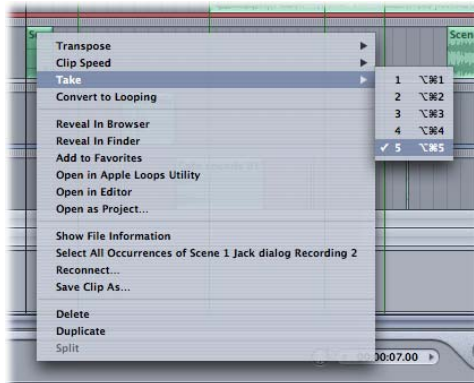 Scen
Transpose
Clip Speed
Take
1 ⌥⌘1
2 ⌥⌘2
3 ⌥⌘3
4 ⌥⌘4
✓ 5 ⌥⌘5
Convert to Looping
Reveal In Browser
Reveal In Finder
Add to Favorites
Open in Apple Loops Utility
Open in Editor
Open as Project...
Show File Information
Select All Occurrences of Scene 1 Jack dialog Recording 2
Reconnect...
Save Clip As...
Delete
Duplicate
Split
00:00:07.00